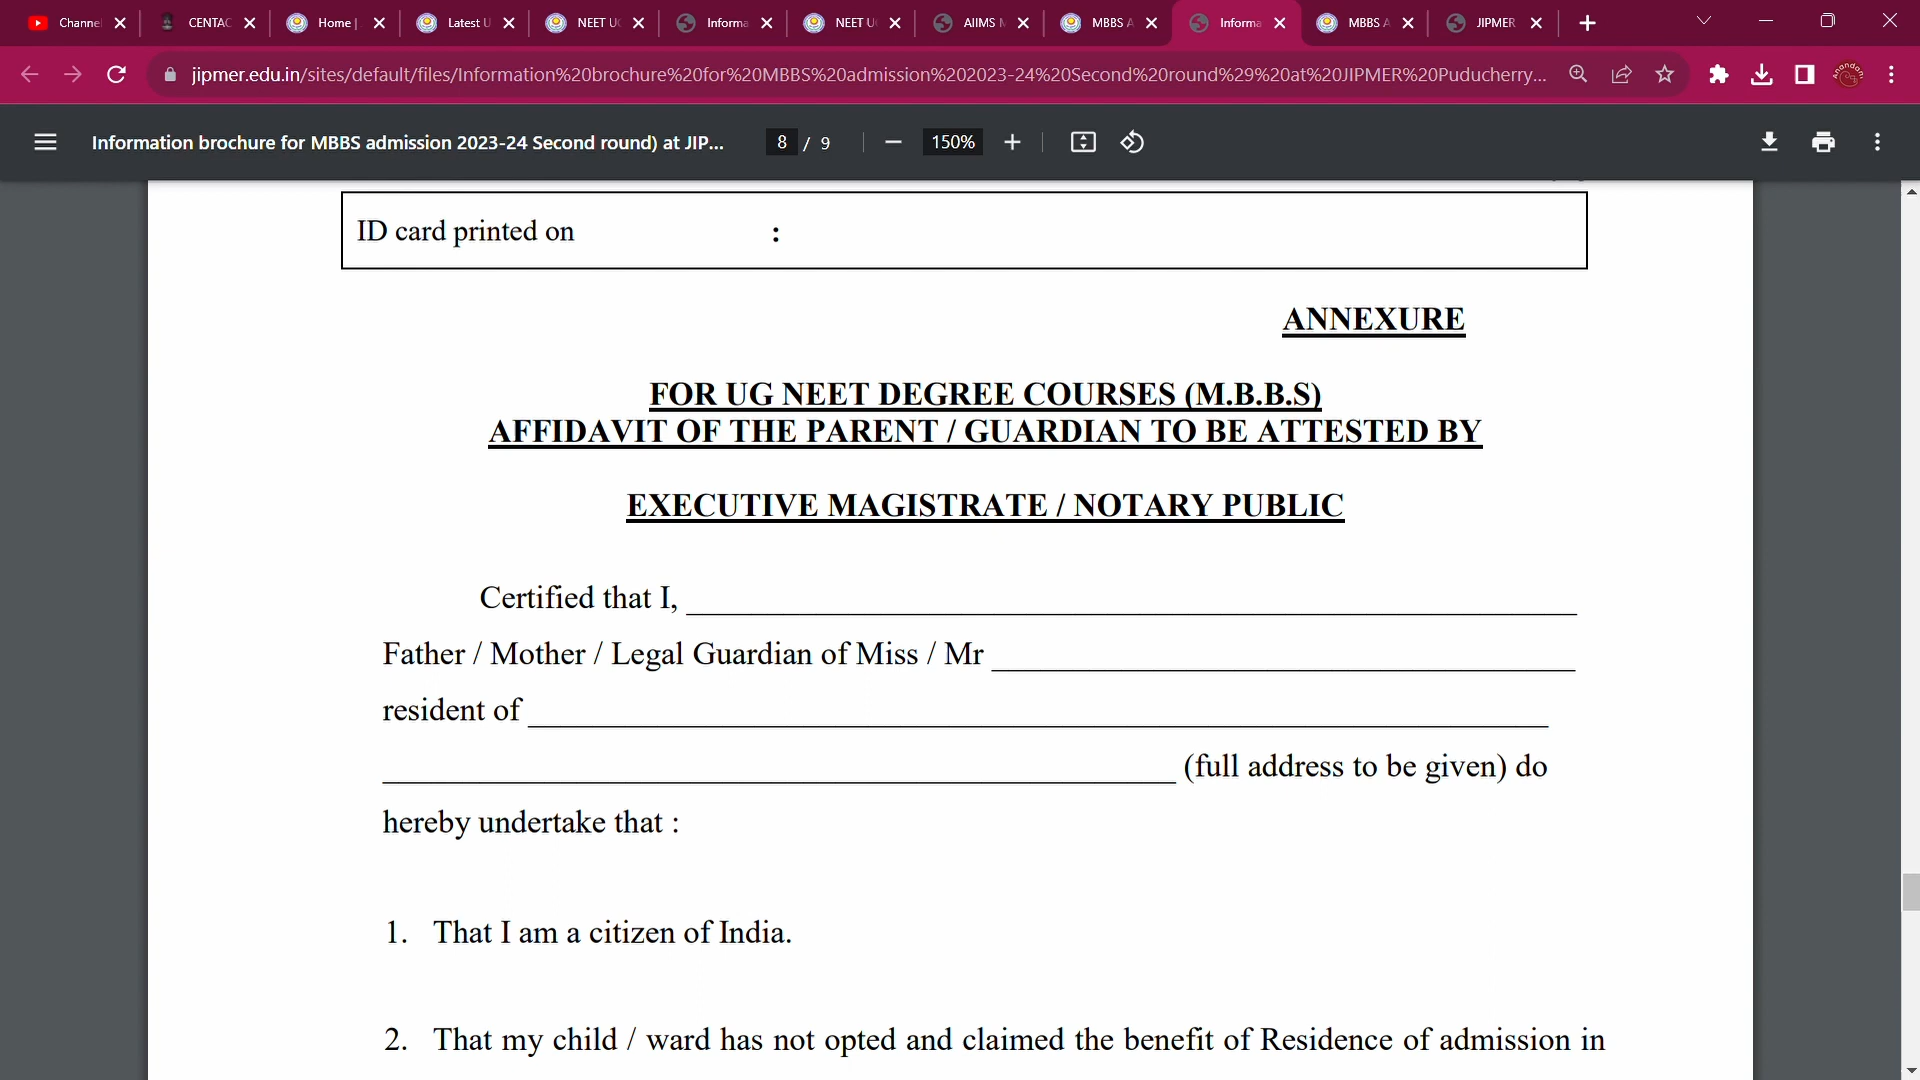 Channe
CENTAC
Home |
Latest U
NEET U
Informa
NEET U
AIIMS M
MBBS A
Informa
MBBS A
JIPMER
jipmer.edu.in/sites/default/files/Information%20brochure%20for%20MBBS%20admission%202023-24%20Second%20round%29%20at%20JIPMER%20Puducherry...
Information brochure for MBBS admission 2023-24 Second round) at JIP...
8 / 9
150%
ID card printed on :
ANNEXURE
FOR UG NEET DEGREE COURSES (M.B.B.S)
AFFIDAVIT OF THE PARENT / GUARDIAN TO BE ATTESTED BY
EXECUTIVE MAGISTRATE / NOTARY PUBLIC
Certified that I, ____
Father / Mother / Legal Guardian of Miss / Mr ____
resident of ____
____ (full address to be given) do
hereby undertake that :
1. That I am a citizen of India.
2. That my child / ward has not opted and claimed the benefit of Residence of admission in